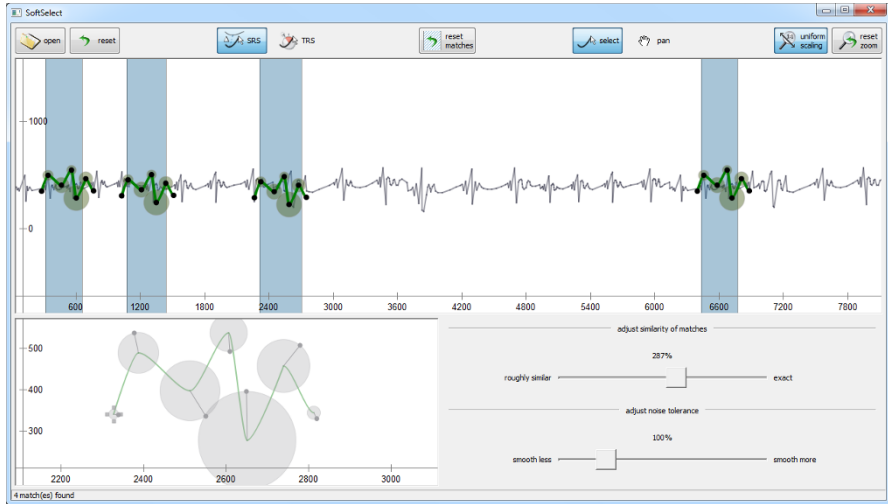 SoftSelect
open reset SRS TRS reset matches select pan uniform scaling reset zoom
1000
0
600 1200 1800 2400 3000 3600 4200 4800 5400 6000 6600 7200 7800
adjust similarity of matches
287%
roughly similar exact
adjust noise tolerance
100%
smooth less smooth more
500
400
300
2200 2400 2600 2800 3000
4 match(es) found